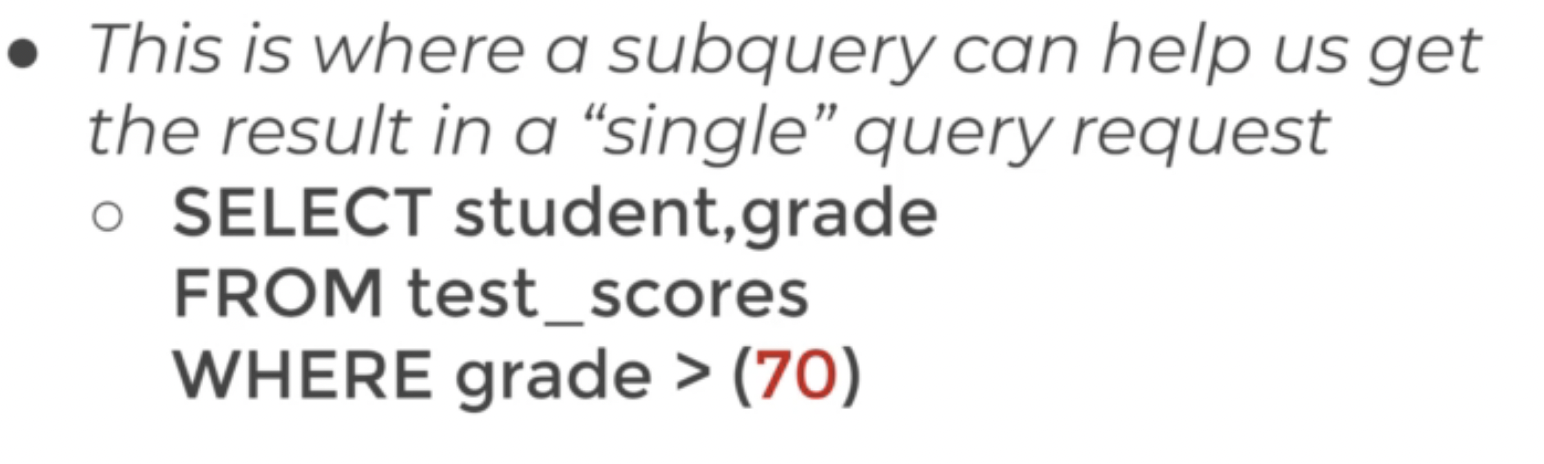 ● This is where a subquery can help us get
the result in a “single” query request
○ SELECT student,grade
FROM test_scores
WHERE grade > (70)